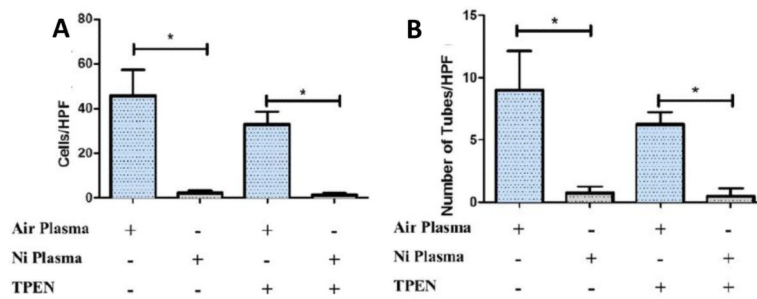 A
Cells/HPF
80
60
40
20
0
*
*
Air Plasma + - + -
Ni Plasma - + - +
TPEN - - + +
B
Number of Tubes/HPF
15
10
5
0
*
*
Air Plasma + - + -
Ni Plasma - + - +
TPEN - - + +